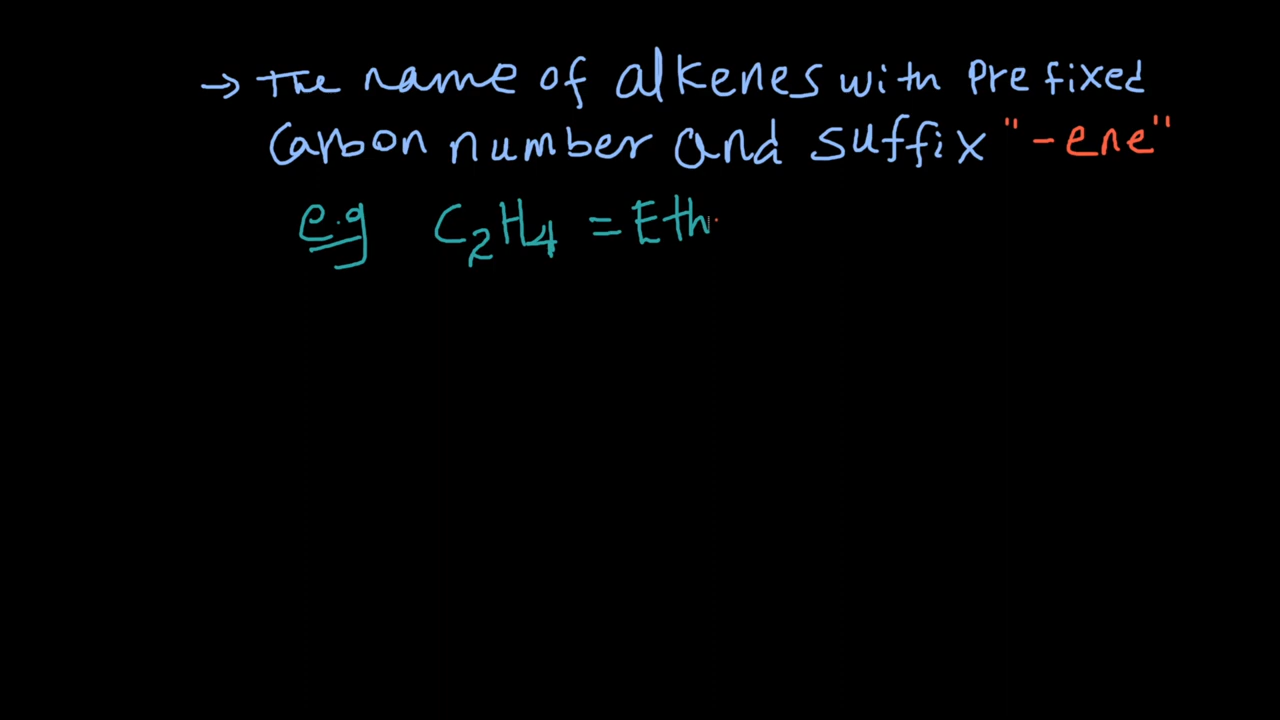 → The name of alkenes with Prefixed
Carbon number and suffix "-ene"
e.g C₂H₄ = Eth